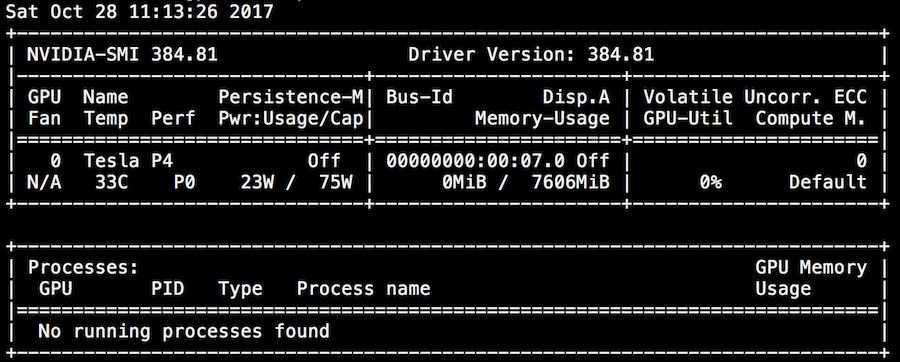 Sat Oct 28 11:13:26 2017
+-----------------------------------------------------------------------------+
| NVIDIA-SMI 384.81                 Driver Version: 384.81                    |
|-------------------------------+----------------------+----------------------+
| GPU  Name        Persistence-M| Bus-Id        Disp.A | Volatile Uncorr. ECC |
| Fan  Temp  Perf  Pwr:Usage/Cap|         Memory-Usage | GPU-Util  Compute M. |
|===============================+======================+======================|
|   0  Tesla P4            Off  | 00000000:00:07.0 Off |                    0 |
| N/A   33C    P0    23W /  75W |      0MiB /  7606MiB |      0%      Default |
+-------------------------------+----------------------+----------------------+
+-----------------------------------------------------------------------------+
| Processes:                                                       GPU Memory |
|  GPU       PID   Type   Process name                             Usage      |
|=============================================================================|
|  No running processes found                                                 |
+-----------------------------------------------------------------------------+